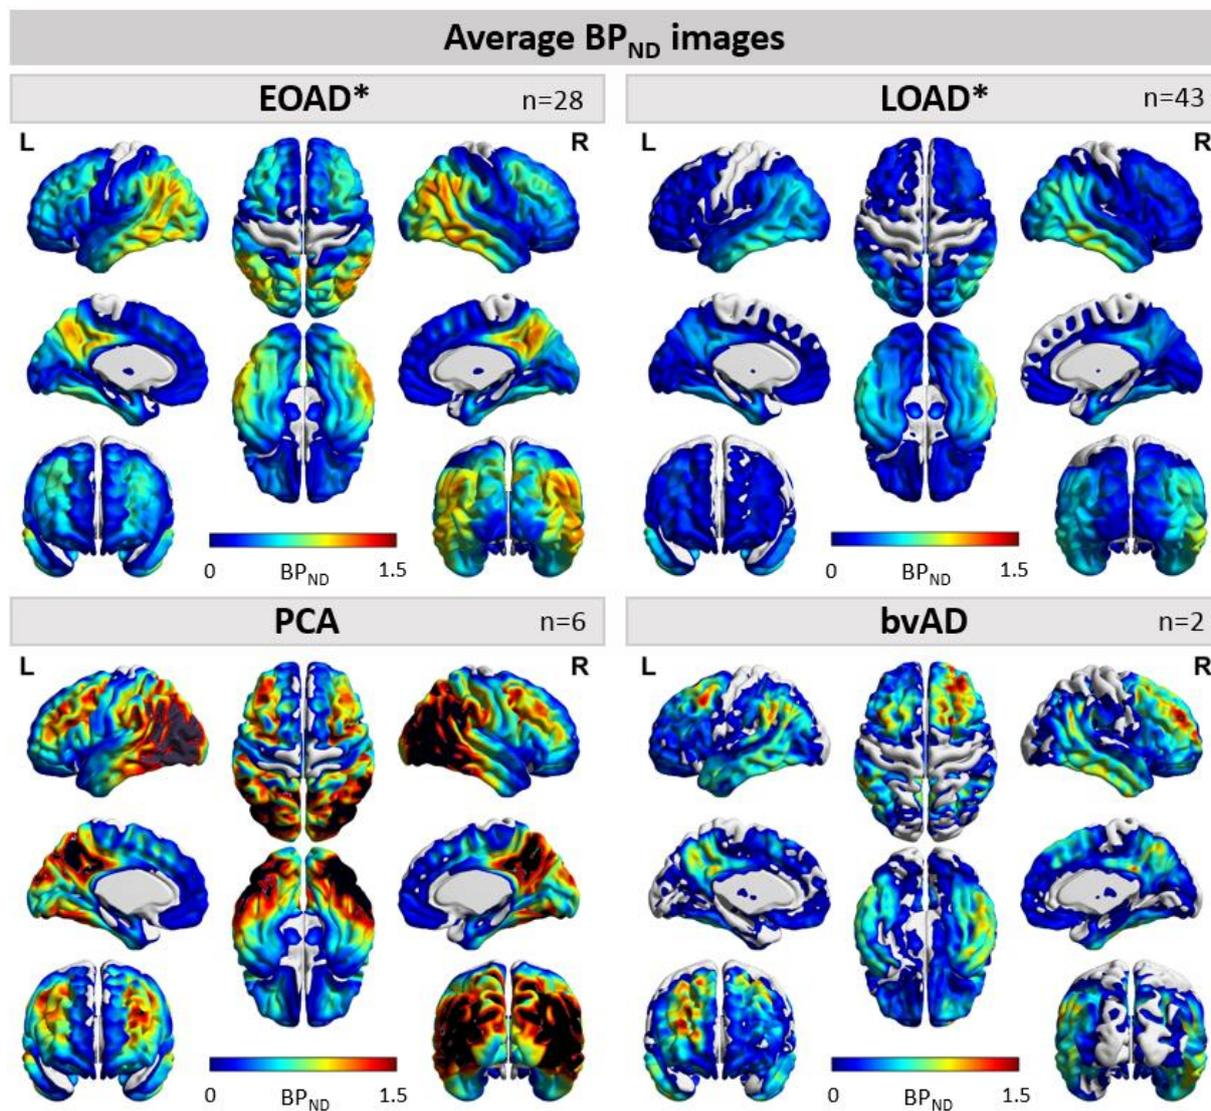 Average BPND images
EOAD* n=28
LOAD* n=43
L R
L R
0 BPND 1.5
0 BPND 1.5
PCA n=6
bvAD n=2
L R
L R
0 BPND 1.5
0 BPND 1.5